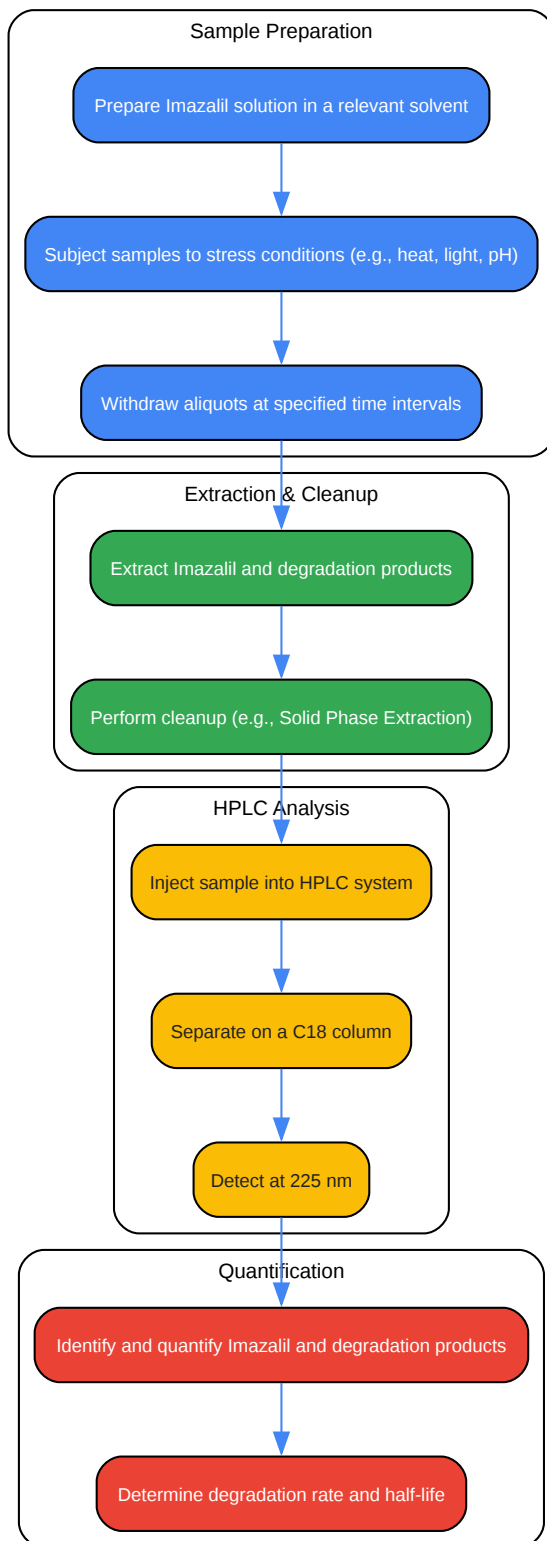 Sample Preparation
Prepare Imazalil solution in a relevant solvent
Subject samples to stress conditions (e.g., heat, light, pH)
Withdraw aliquots at specified time intervals
Extraction & Cleanup
Extract Imazalil and degradation products
Perform cleanup (e.g., Solid Phase Extraction)
HPLC Analysis
Inject sample into HPLC system
Separate on a C18 column
Detect at 225 nm
Quantification
Identify and quantify Imazalil and degradation products
Determine degradation rate and half-life